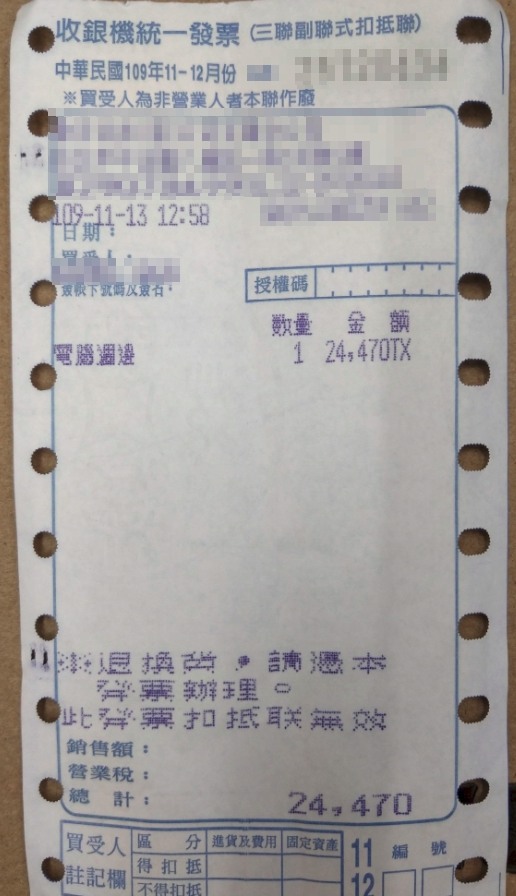 收銀機統一發票(三聯副聯式扣抵聯)
中華民國109年11-12月份
※買受人為非營業人者本聯作廢
109-11-13 12:58
日期：
買受人：
授權碼
數量 金 額
電腦週邊 1 24,470TX
※退換貨，請憑本
發票辦理。
此發票扣抵联無效
銷售額：
營業稅：
總 計： 24,470
買受人
註記欄
區 分 進貨及費用 固定資產
得 扣 抵
不得扣抵
11 編 號
12